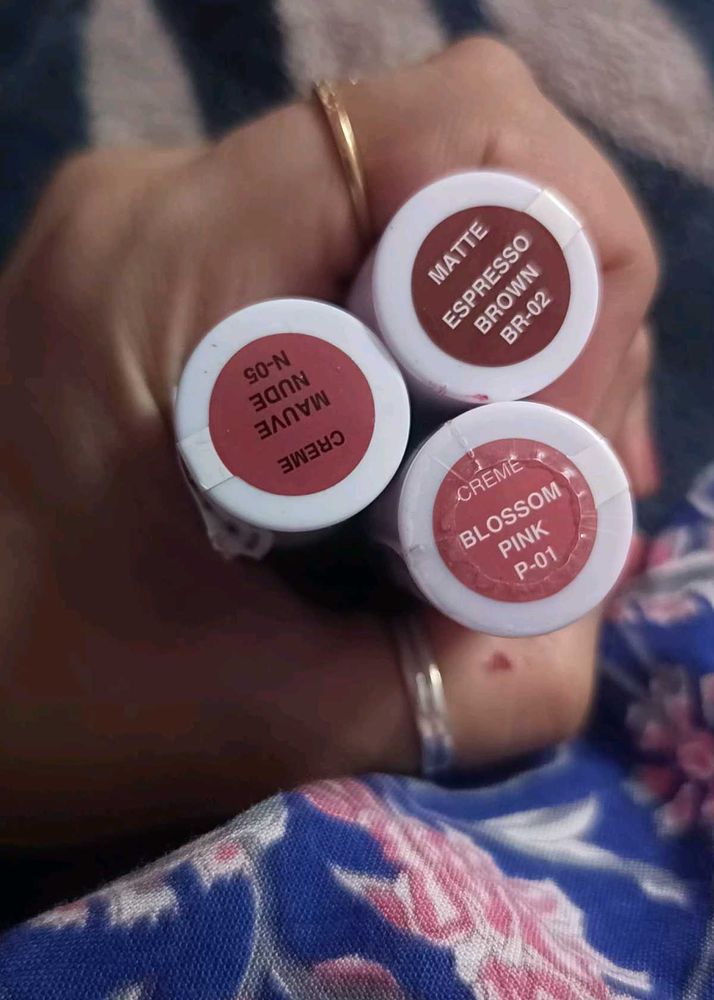 MATTE
ESPRESSO
BROWN
BR-02
CREME
MAUVE
NUDE
N-05
CREME
BLOSSOM
PINK
P-01